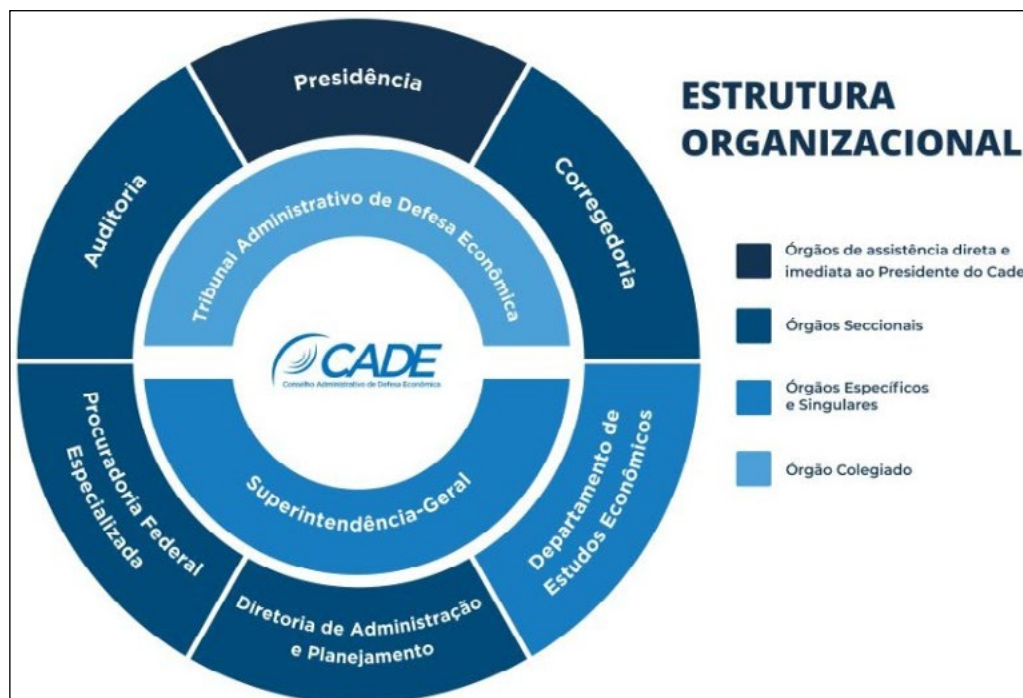 ESTRUTURA
ORGANIZACIONAL
Presidência
Auditoria
Corregedoria
Tribunal Administrativo de Defesa Econômica
CADE
Conselho Administrativo de Defesa Econômica
Superintendência-Geral
Procuradoria Federal
Especializada
Diretoria de Administração
e Planejamento
Departamento de
Estudos Econômicos
Órgãos de assistência direta e
imediata ao Presidente do Cade
Órgãos Seccionais
Órgãos Específicos
e Singulares
Órgão Colegiado